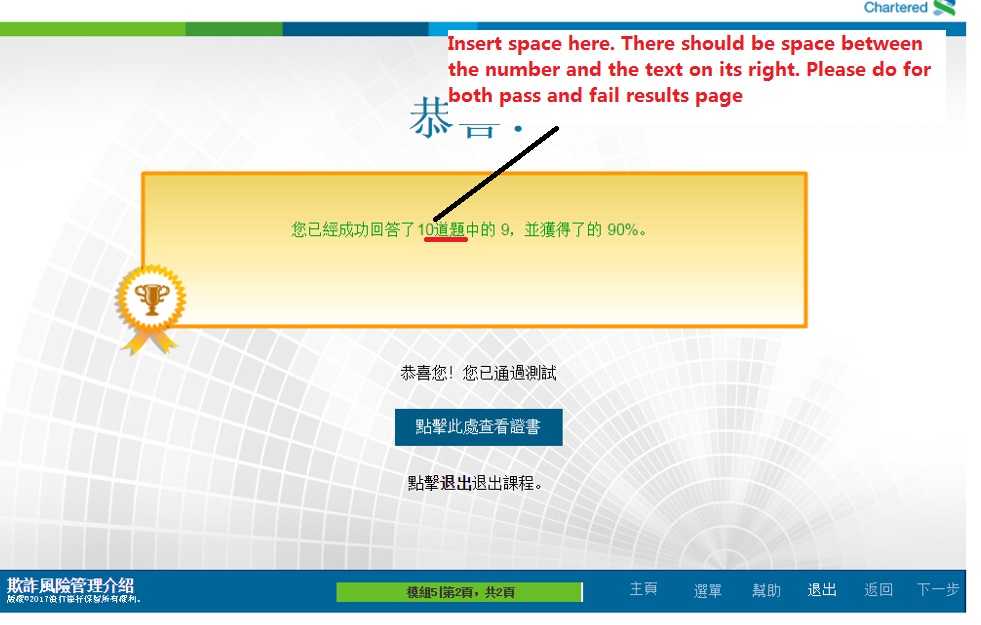 Chartered
Insert space here. There should be space between
the number and the text on its right. Please do for
both pass and fail results page
恭喜!
您已經成功回答了10道題中的 9，並獲得了的 90%。
恭喜您！您已通過測試
點擊此處查看證書
點擊退出退出課程。
欺詐風險管理介紹
版權©2017渣打銀行保留所有權利。
模組5|第2頁，共2頁
主頁 選單 幫助 退出 返回 下一步